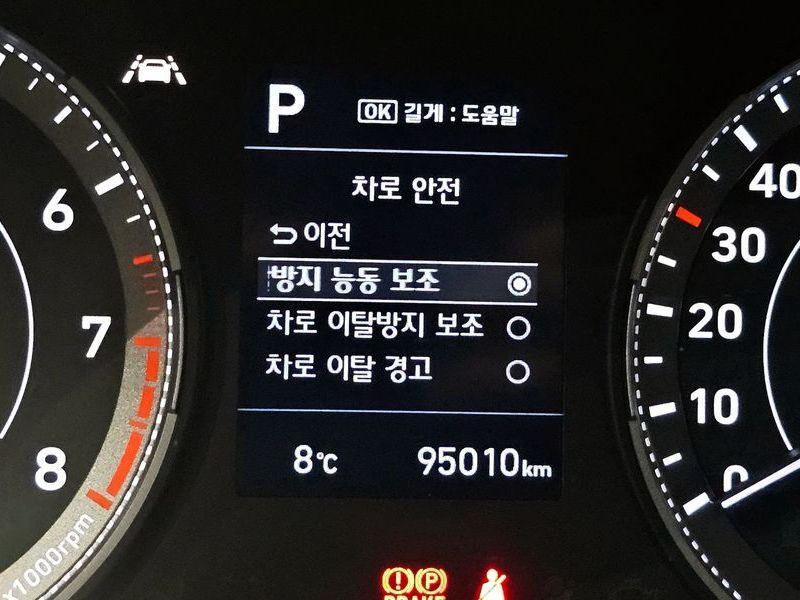 P
OK 길게 : 도움말
차로 안전
이전
방지 능동 보조
차로 이탈방지 보조
차로 이탈 경고
8℃ 95010km
6
7
8
x1000rpm
40
30
20
10
0
BRAKE